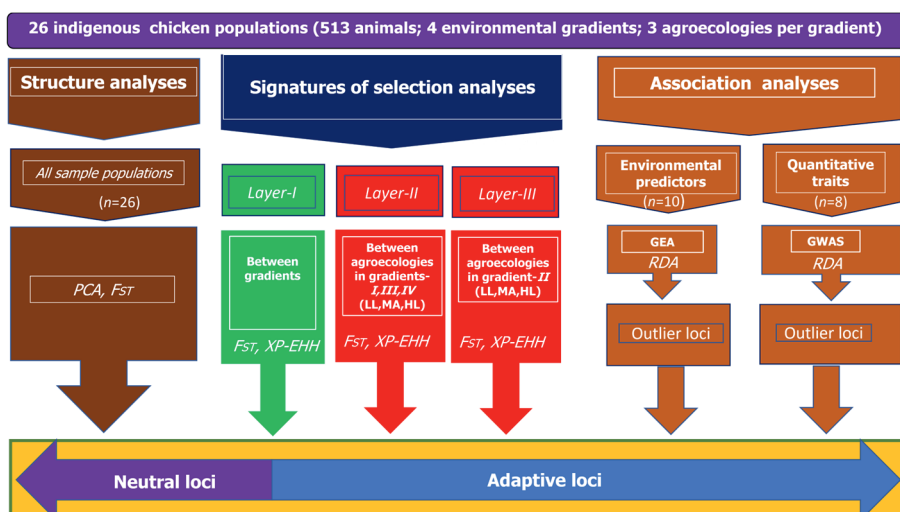 26 indigenous chicken populations (513 animals; 4 environmental gradients; 3 agroecologies per gradient)
Structure analyses
All sample populations
(n=26)
PCA, FST
Signatures of selection analyses
Layer-I
Between
gradients
FST, XP-EHH
Layer-II
Between
agroecologies
in gradients-
I,III,IV
(LL,MA,HL)
FST, XP-EHH
Layer-III
Between
agroecologies
in gradient-II
(LL,MA,HL)
FST, XP-EHH
Association analyses
Environmental
predictors
(n=10)
GEA
RDA
Outlier loci
Quantitative
traits
(n=8)
GWAS
RDA
Outlier loci
Neutral loci
Adaptive loci